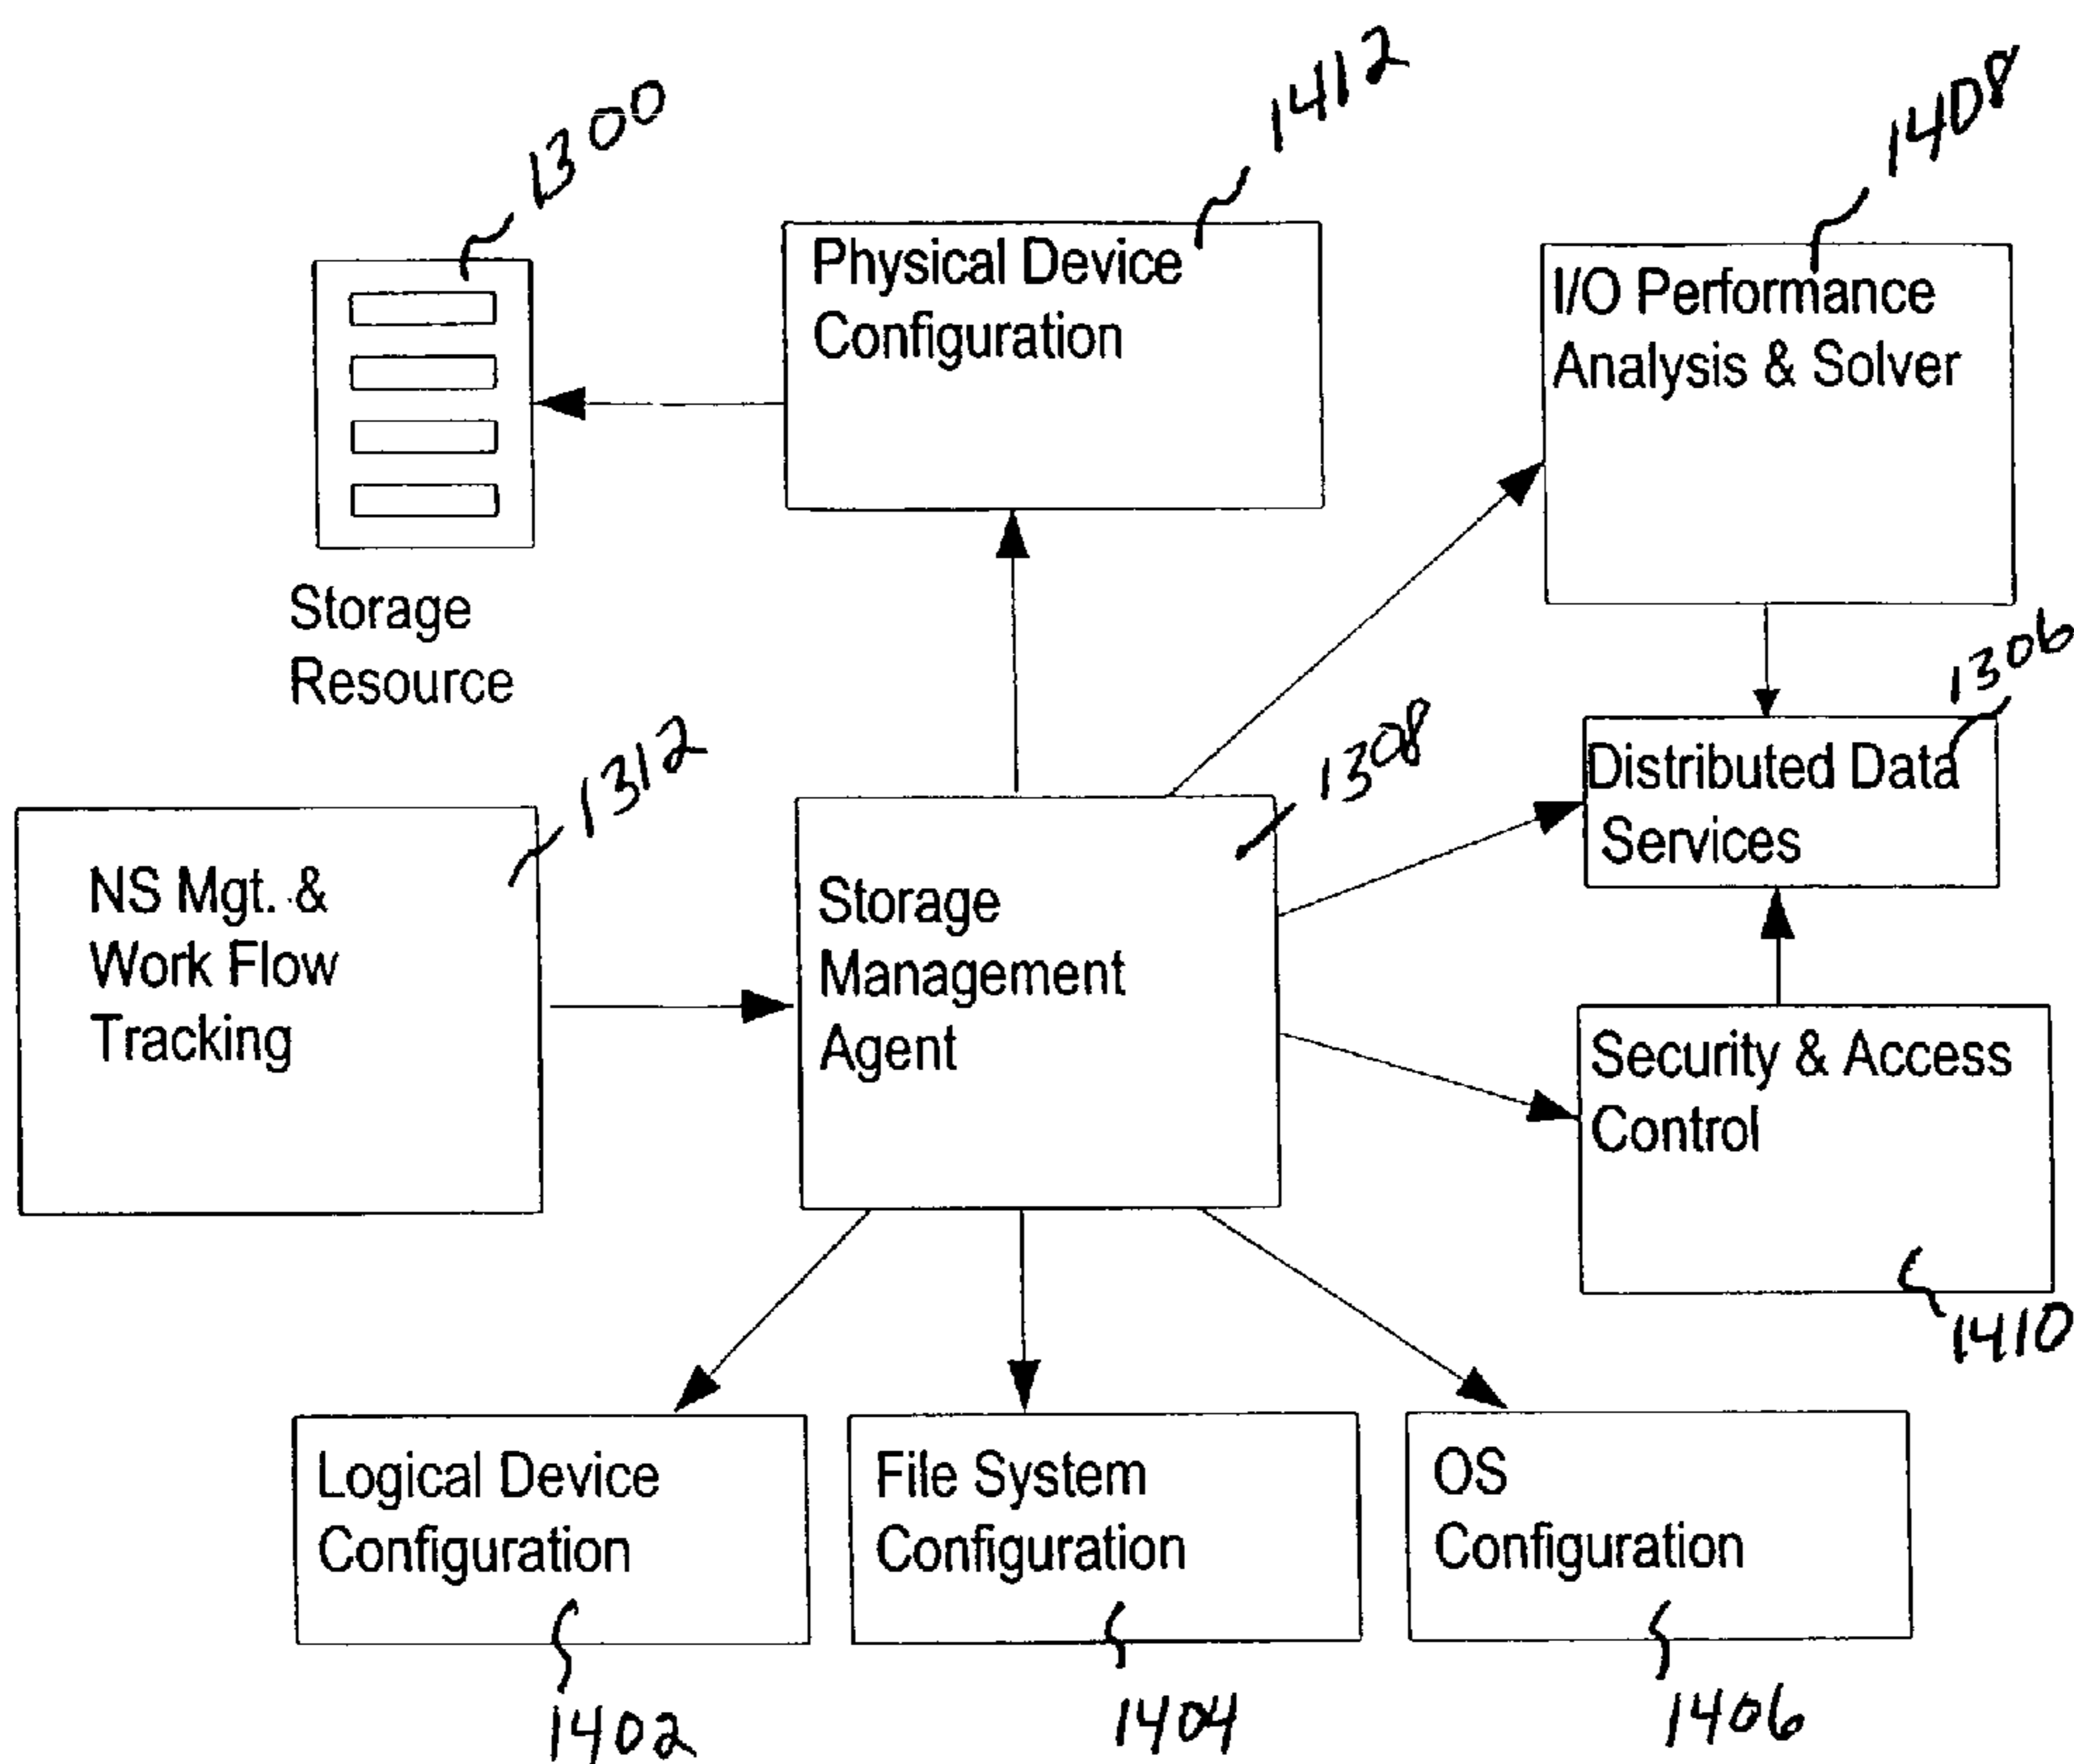 1300
1412
1408
Physical Device
Configuration
I/O Performance
Analysis & Solver
Storage
Resource
1306
Distributed Data
Services
1312
1308
NS Mgt. &
Work Flow
Tracking
Storage
Management
Agent
Security & Access
Control
1410
Logical Device
Configuration
File System
Configuration
OS
Configuration
1402
1404
1406